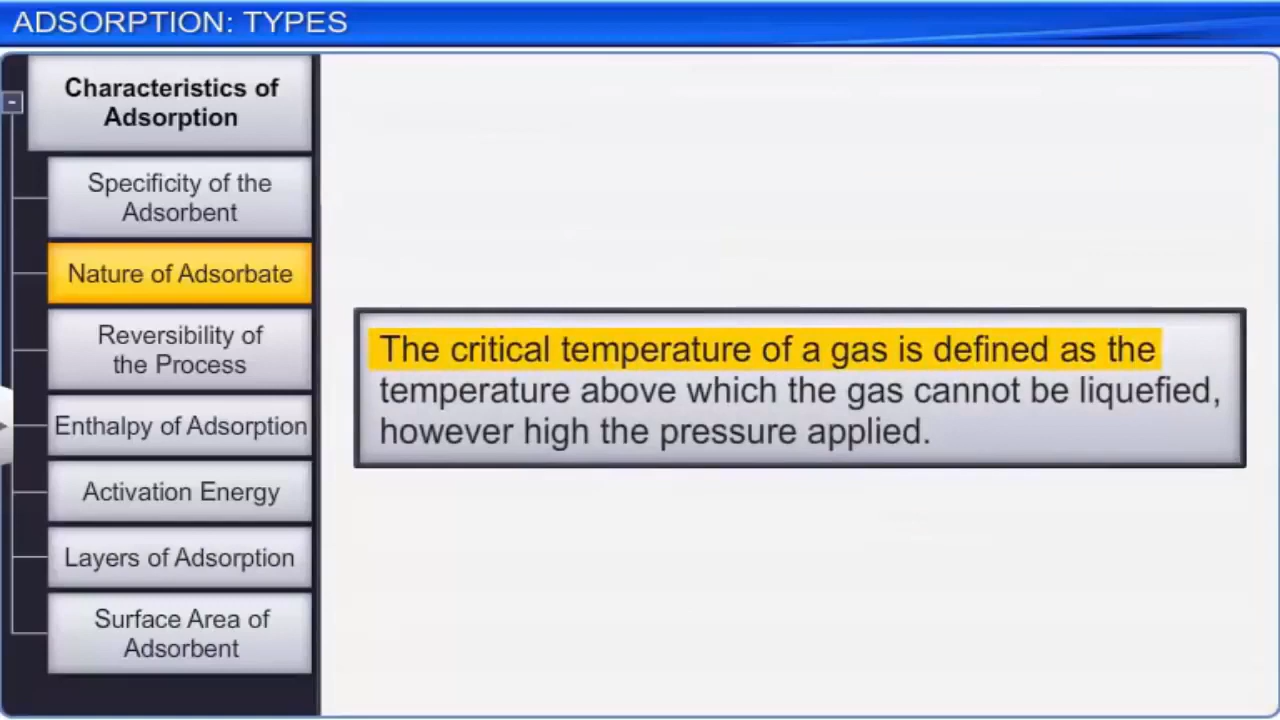 ADSORPTION: TYPES
Characteristics of
Adsorption
Specificity of the
Adsorbent
Nature of Adsorbate
Reversibility of
the Process
Enthalpy of Adsorption
Activation Energy
Layers of Adsorption
Surface Area of
Adsorbent
The critical temperature of a gas is defined as the
temperature above which the gas cannot be liquefied,
however high the pressure applied.